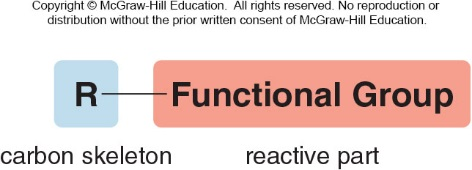 Copyright © McGraw-Hill Education. All rights reserved. No reproduction or
distribution without the prior written consent of McGraw-Hill Education.
R Functional Group
carbon skeleton reactive part